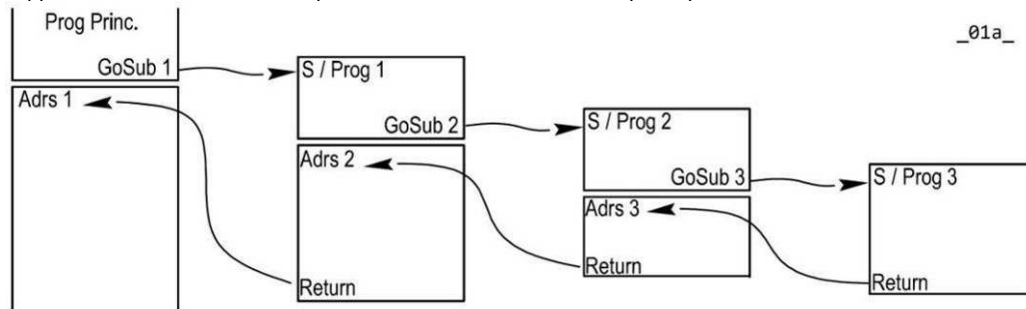 Prog Princ.
_01a_
GoSub 1
S / Prog 1
Adrs 1
GoSub 2
S / Prog 2
Adrs 2
GoSub 3
S / Prog 3
Adrs 3
Return
Return
Return